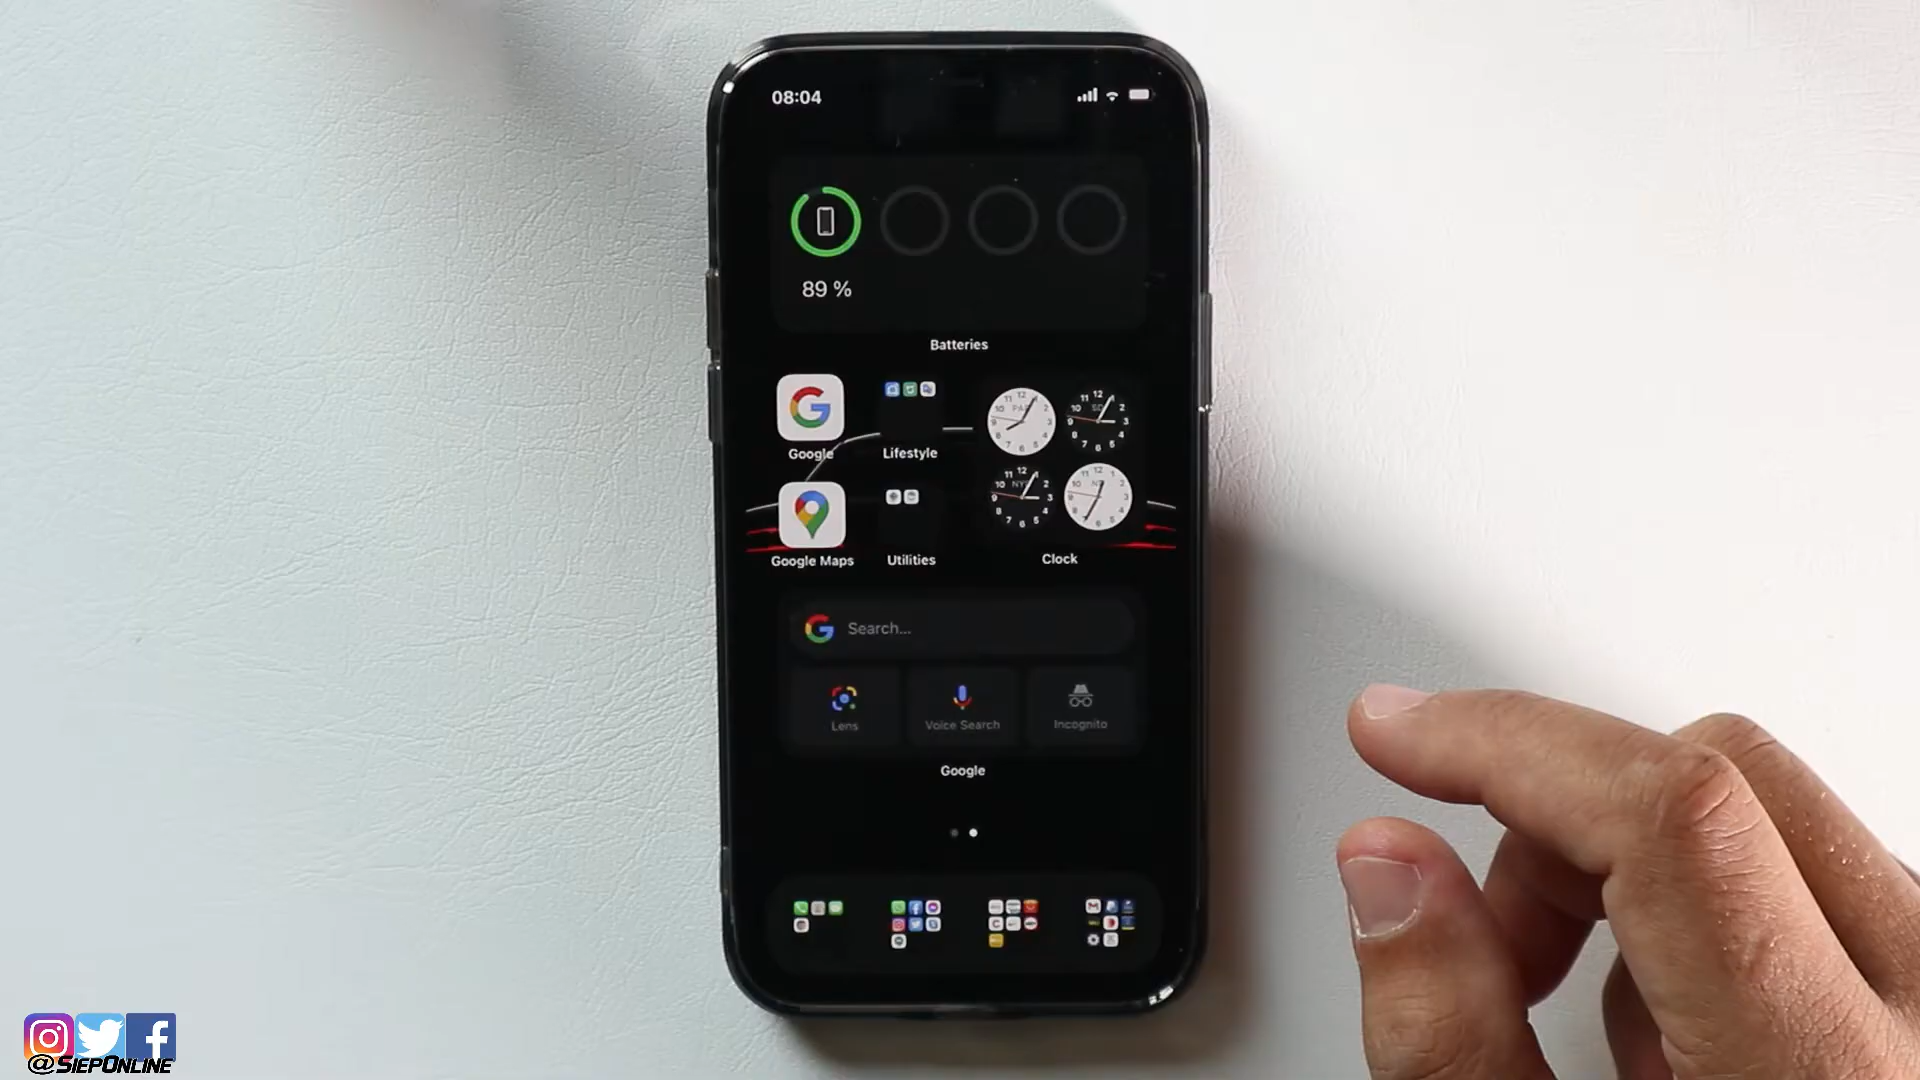 08:04
89 %
Batteries
Google
Lifestyle
Google Maps
Utilities
Clock
Search...
Lens
Voice Search
Incognito
Google
@SiepOnline